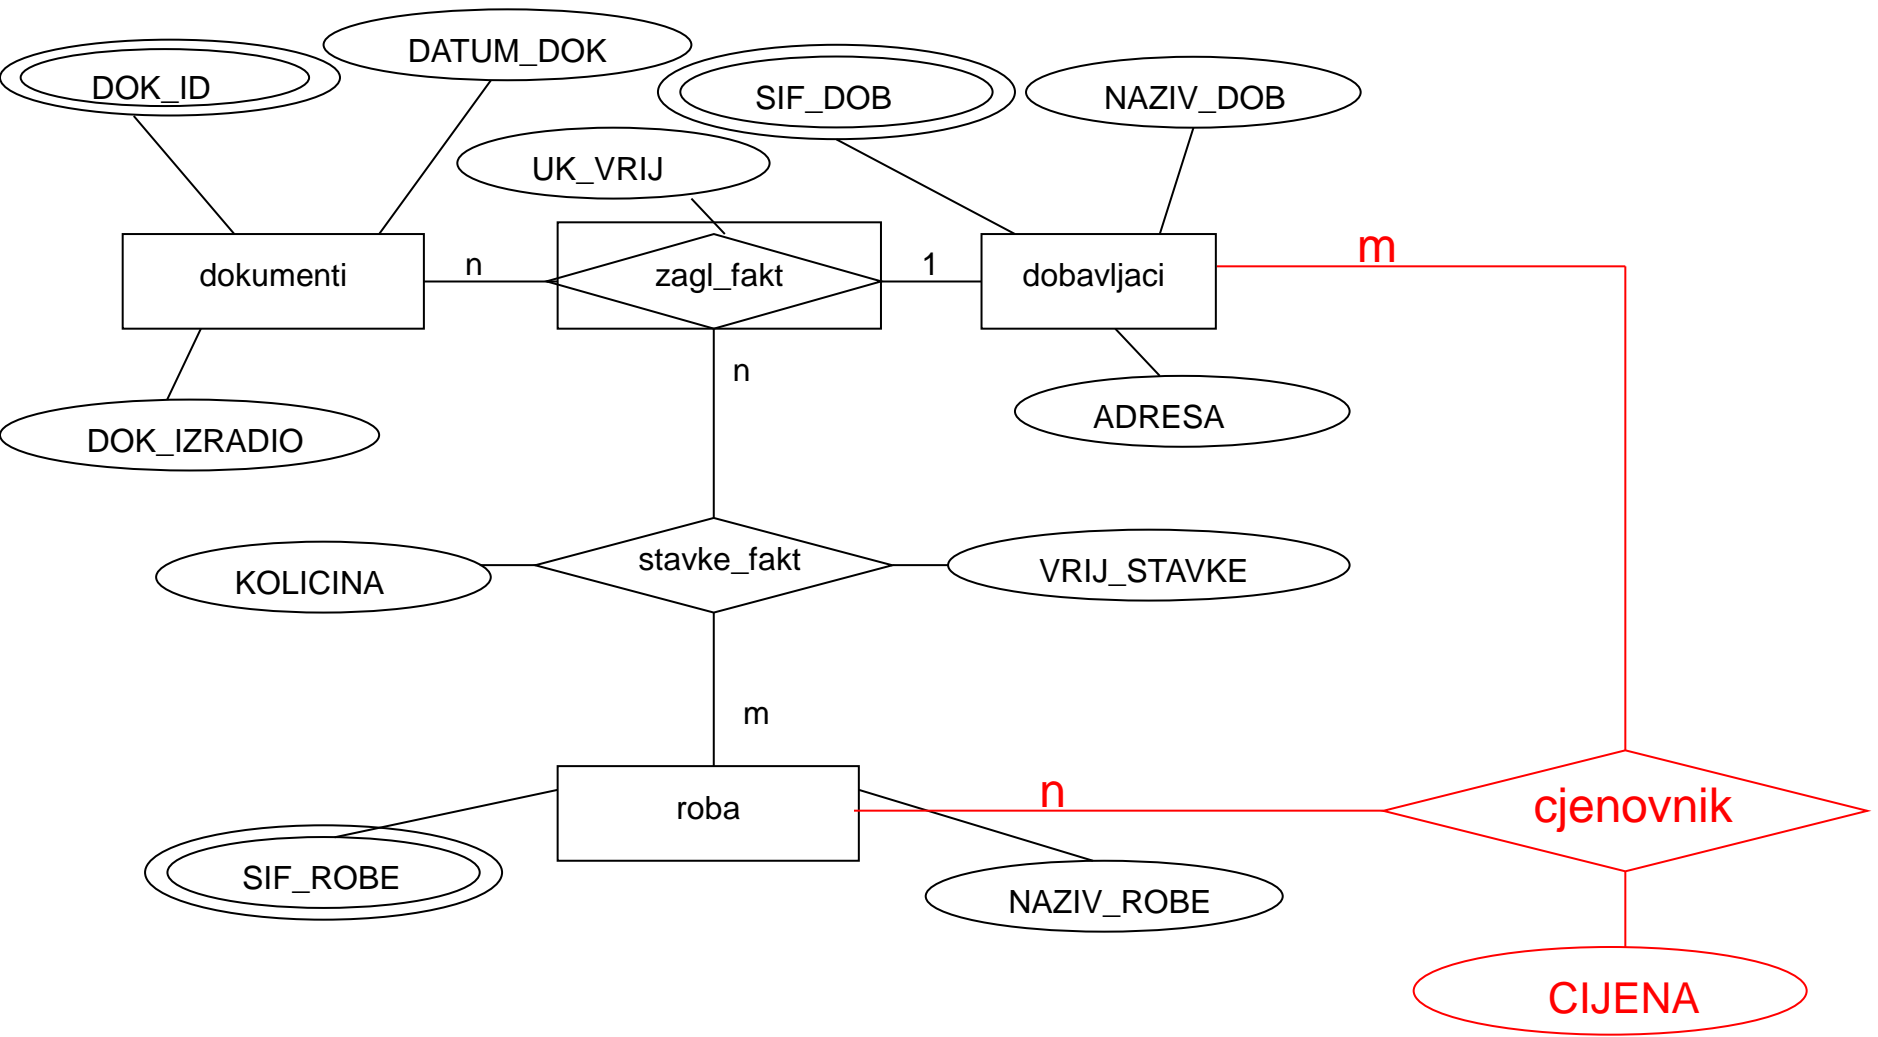 DATUM_DOK
DOK_ID
SIF_DOB
NAZIV_DOB
UK_VRIJ
m
dokumenti
n
zagl_fakt
1
dobavljaci
n
ADRESA
DOK_IZRADIO
stavke_fakt
KOLICINA
VRIJ_STAVKE
m
roba
n
cjenovnik
SIF_ROBE
NAZIV_ROBE
CIJENA